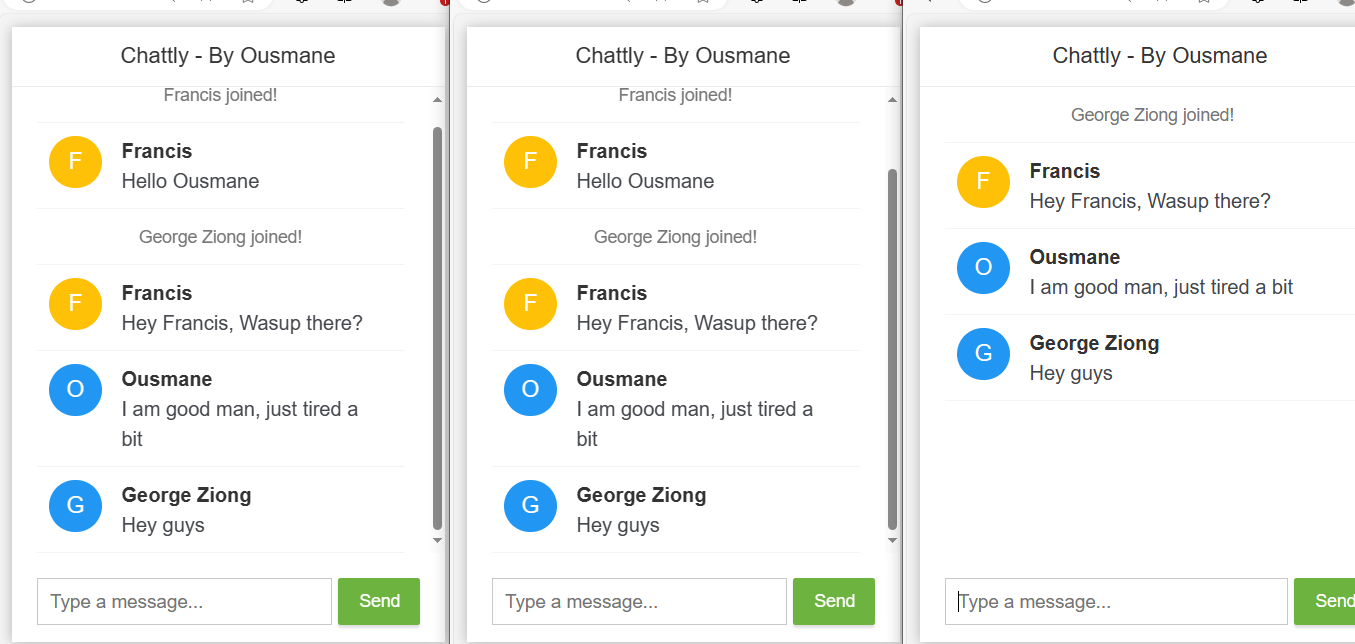 Chattly - By Ousmane
Francis joined!
F
Francis
Hello Ousmane
George Ziong joined!
F
Francis
Hey Francis, Wasup there?
O
Ousmane
I am good man, just tired a
bit
G
George Ziong
Hey guys
Type a message...
Send
Chattly - By Ousmane
Francis joined!
F
Francis
Hello Ousmane
George Ziong joined!
F
Francis
Hey Francis, Wasup there?
O
Ousmane
I am good man, just tired a
bit
G
George Ziong
Hey guys
Type a message...
Send
Chattly - By Ousmane
George Ziong joined!
F
Francis
Hey Francis, Wasup there?
O
Ousmane
I am good man, just tired a bit
G
George Ziong
Hey guys
Type a message...
Send